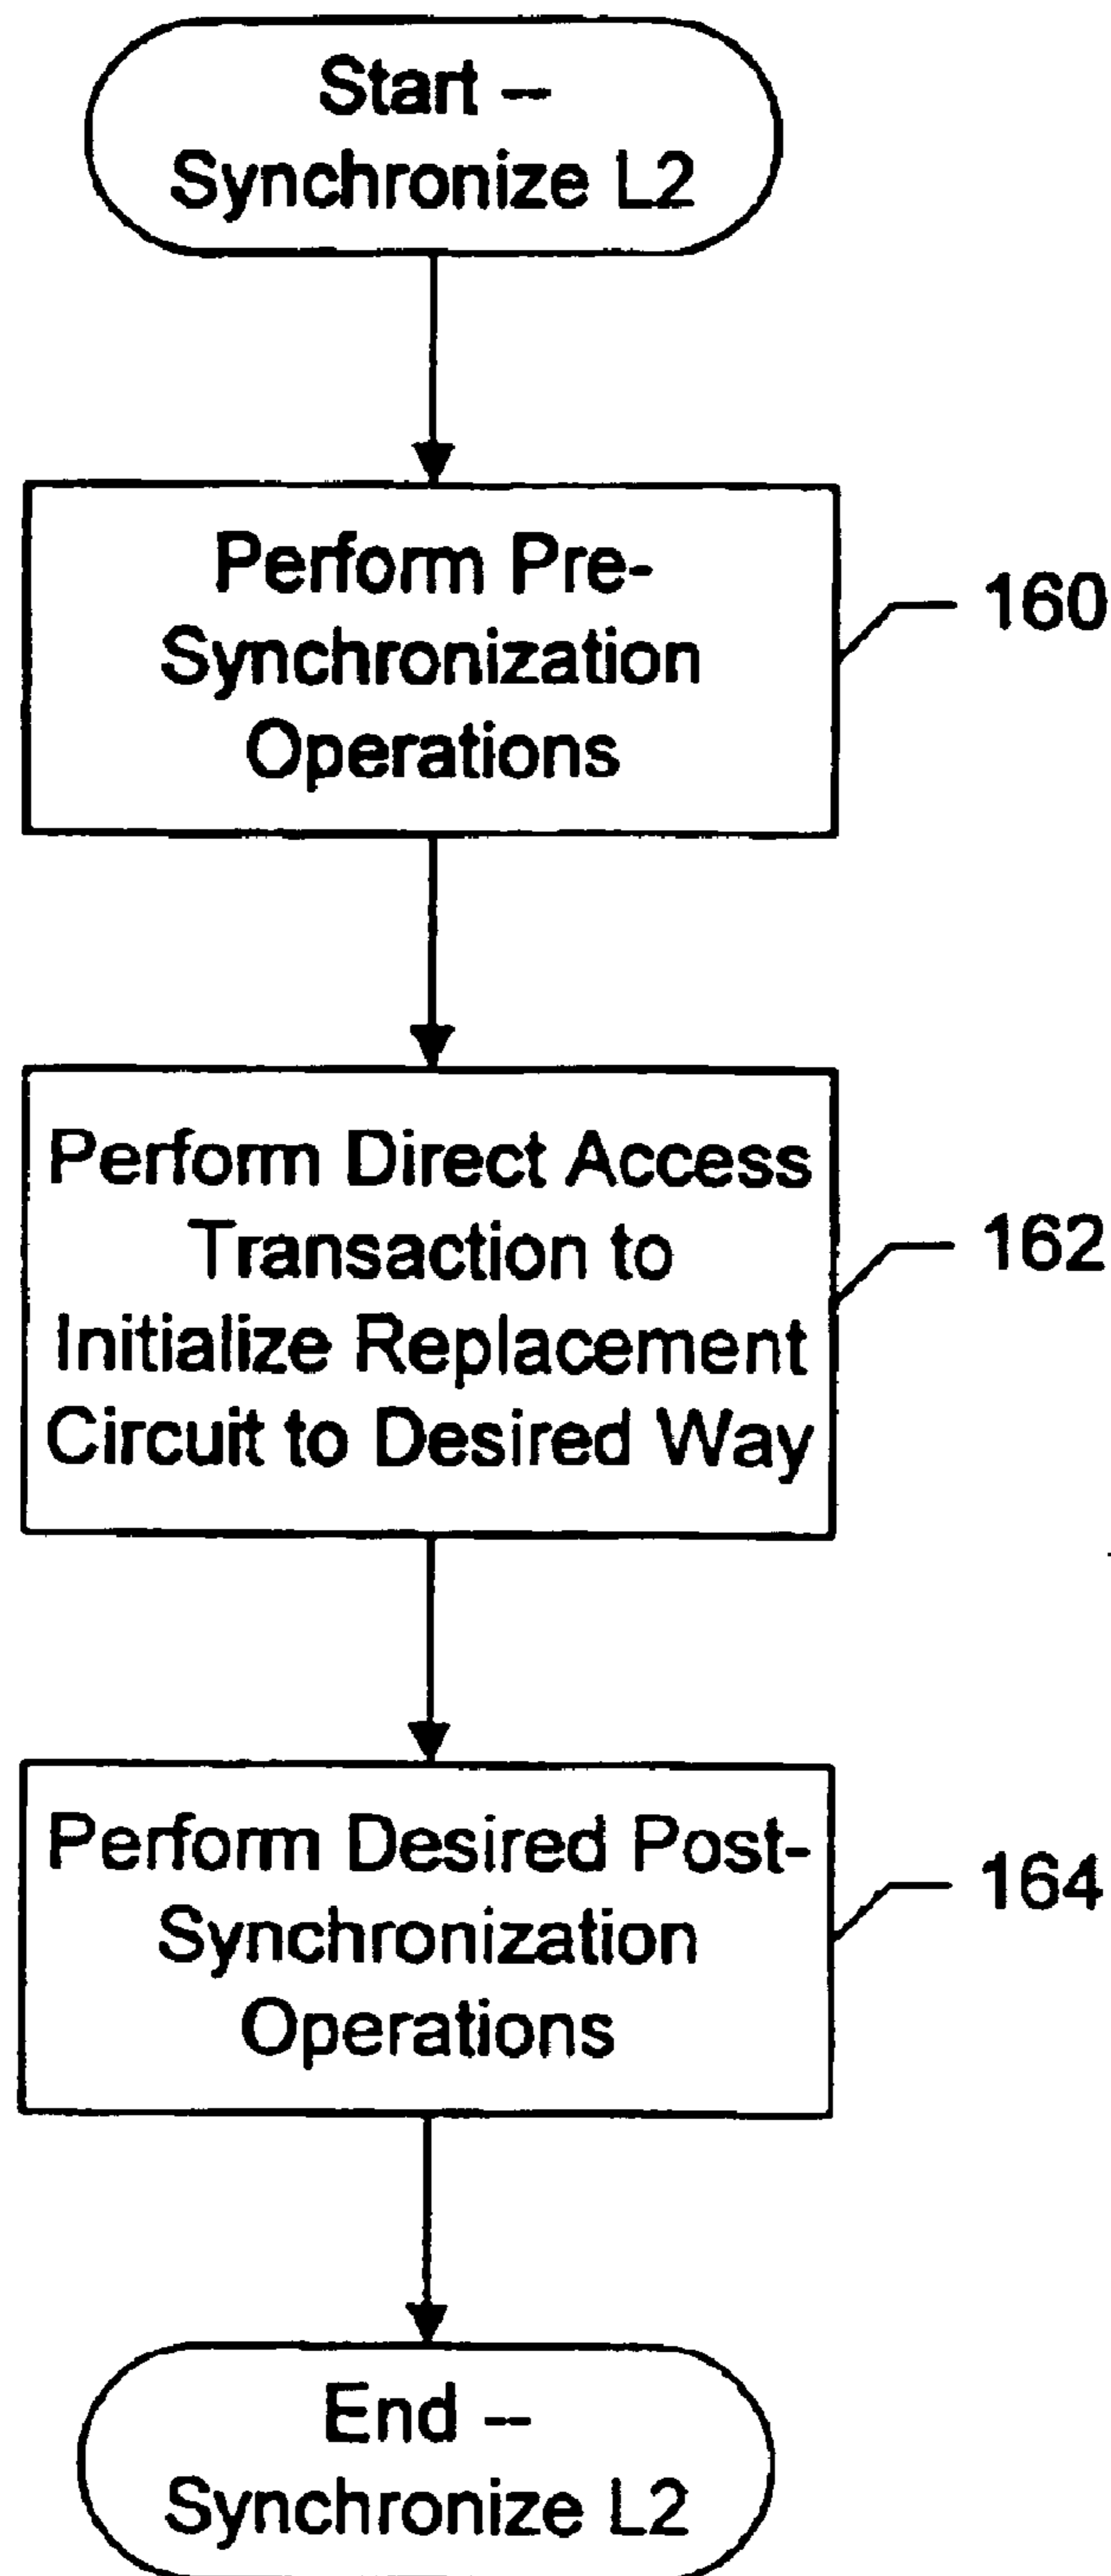 Start --
Synchronize L2
Perform Pre-
Synchronization
Operations
160
Perform Direct Access
Transaction to
Initialize Replacement
Circuit to Desired Way
162
Perform Desired Post-
Synchronization
Operations
164
End --
Synchronize L2